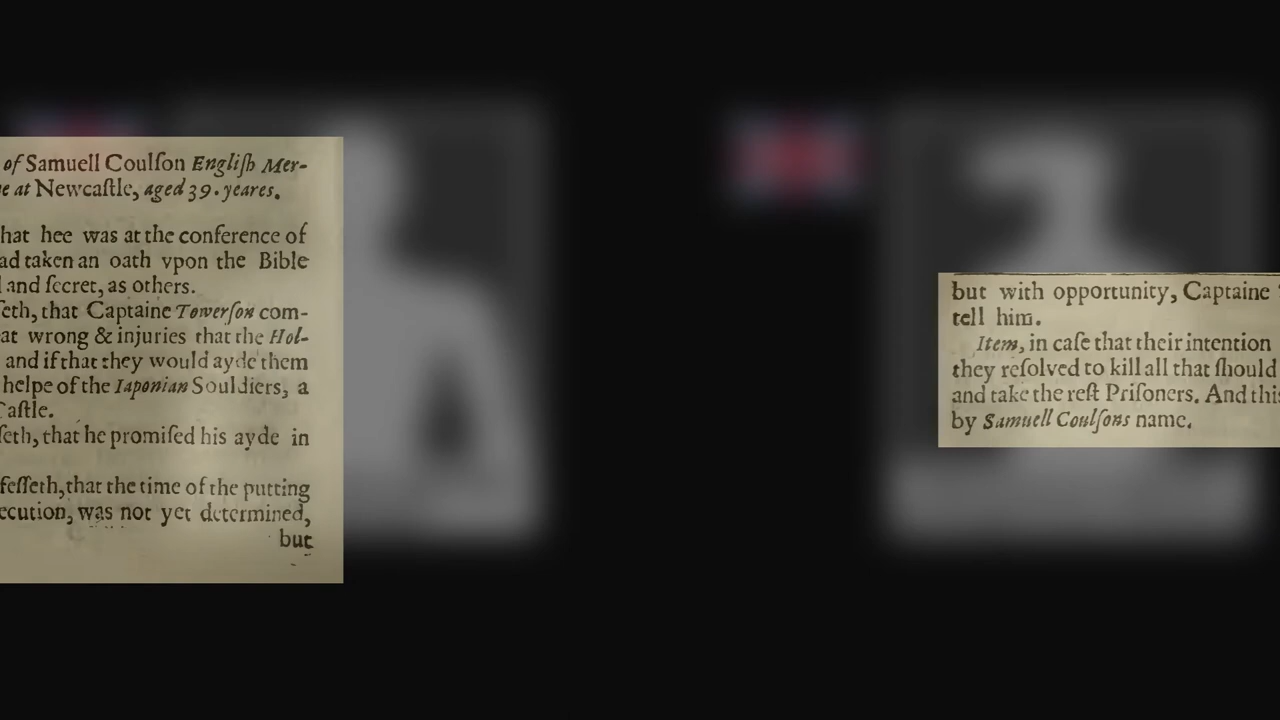 of Samuell Coulſon Engliſh Mer-
at Newcaſtle, aged 39. yeares.
hat hee was at the conference of
ad taken an oath vpon the Bible
and ſecret, as others.
ſeth, that Captaine Towerſon com-
at wrong & injuries that the Hol-
and if that they would ayde them
helpe of the Iaponian Souldiers, a
Caſtle.
ſeth, that he promiſed his ayde in
feſſeth, that the time of the putting
ecution, was not yet determined,
but
but with opportunity, Captaine
tell him.
Item, in caſe that their intention
they reſolved to kill all that ſhould
and take the reſt Priſoners. And this
by Samuell Coulſons name.